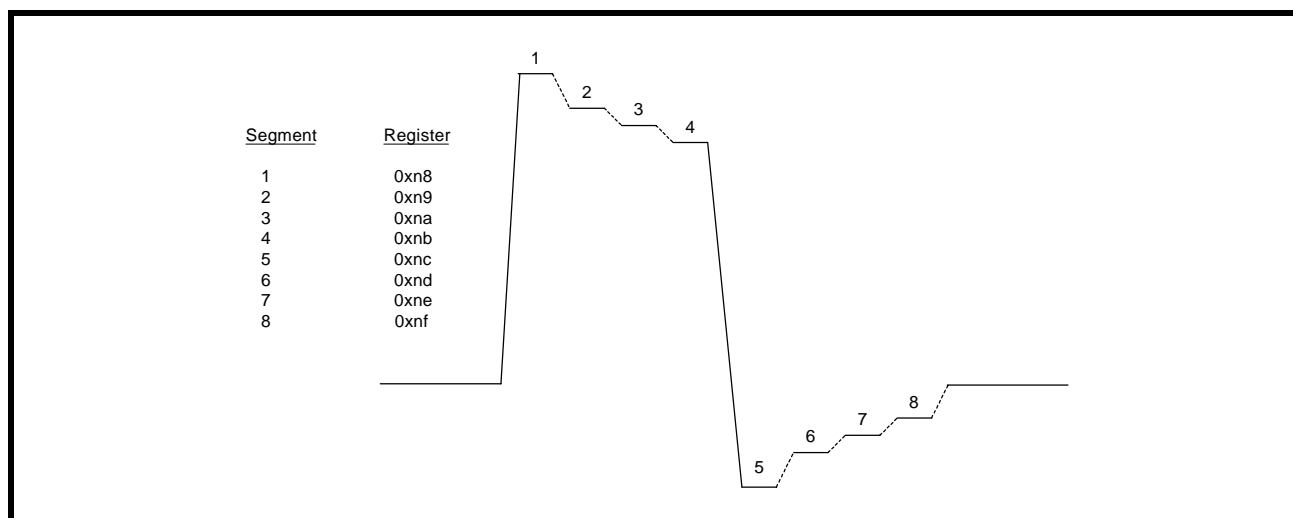 1
2
3
4
Segment Register
1 0xn8
2 0xn9
3 0xna
4 0xnb
5 0xnc
6 0xnd
7 0xne
8 0xnf
8
7
6
5